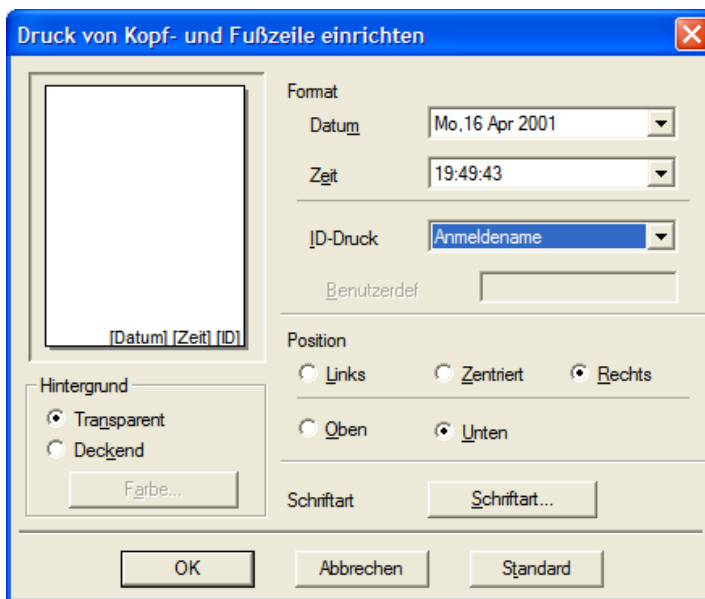 Druck von Kopf- und Fußzeile einrichten
Format
Datum
Mo,16 Apr 2001
Zeit
19:49:43
ID-Druck
Anmeldename
Benutzerdef
[Datum] [Zeit] [ID]
Position
Links
Zentriert
Rechts
Oben
Unten
Hintergrund
Transparent
Deckend
Farbe...
Schriftart
Schriftart...
OK
Abbrechen
Standard